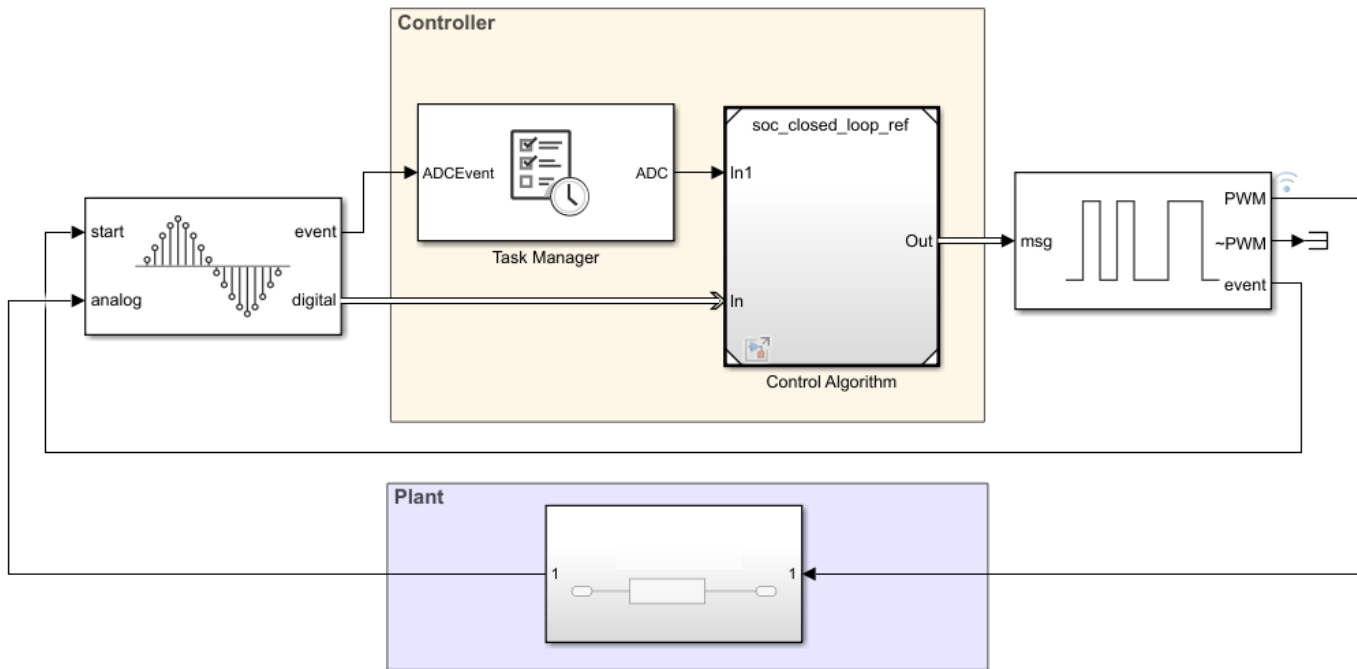 Controller
soc_closed_loop_ref
ADCEvent
ADC
In1
Task Manager
Out
In
Control Algorithm
start
event
analog
digital
msg
PWM
~PWM
event
Plant
1
1